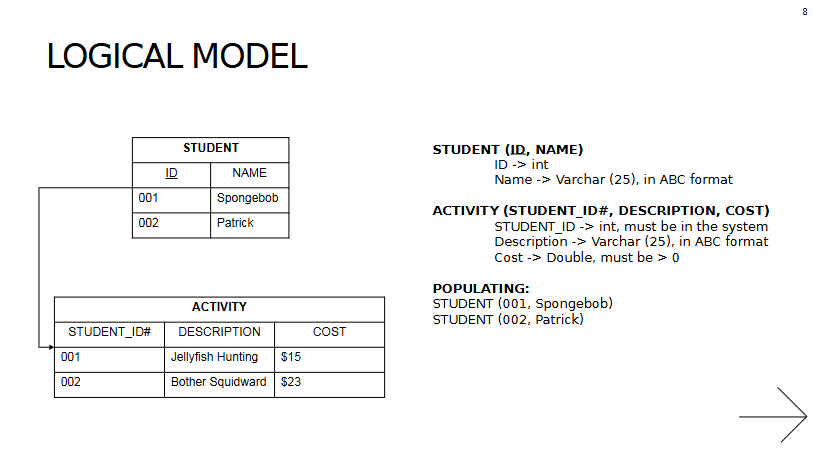 8
LOGICAL MODEL
STUDENT
ID NAME
001 Spongebob
002 Patrick
ACTIVITY
STUDENT_ID# DESCRIPTION COST
001 Jellyfish Hunting $15
002 Bother Squidward $23
STUDENT (ID, NAME)
ID -> int
Name -> Varchar (25), in ABC format
ACTIVITY (STUDENT_ID#, DESCRIPTION, COST)
STUDENT_ID -> int, must be in the system
Description -> Varchar (25), in ABC format
Cost -> Double, must be > 0
POPULATING:
STUDENT (001, Spongebob)
STUDENT (002, Patrick)